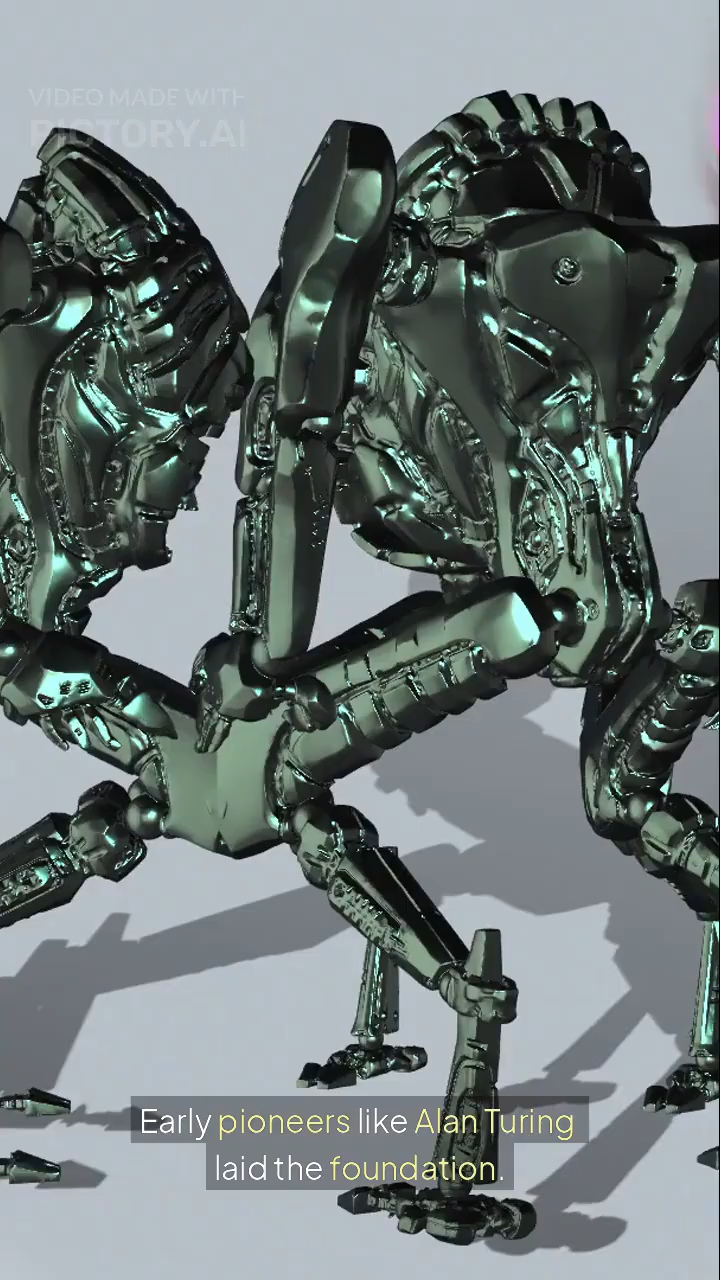 VIDEO MADE WITH
PICTORY.AI
Early pioneers like Alan Turing
laid the foundation.